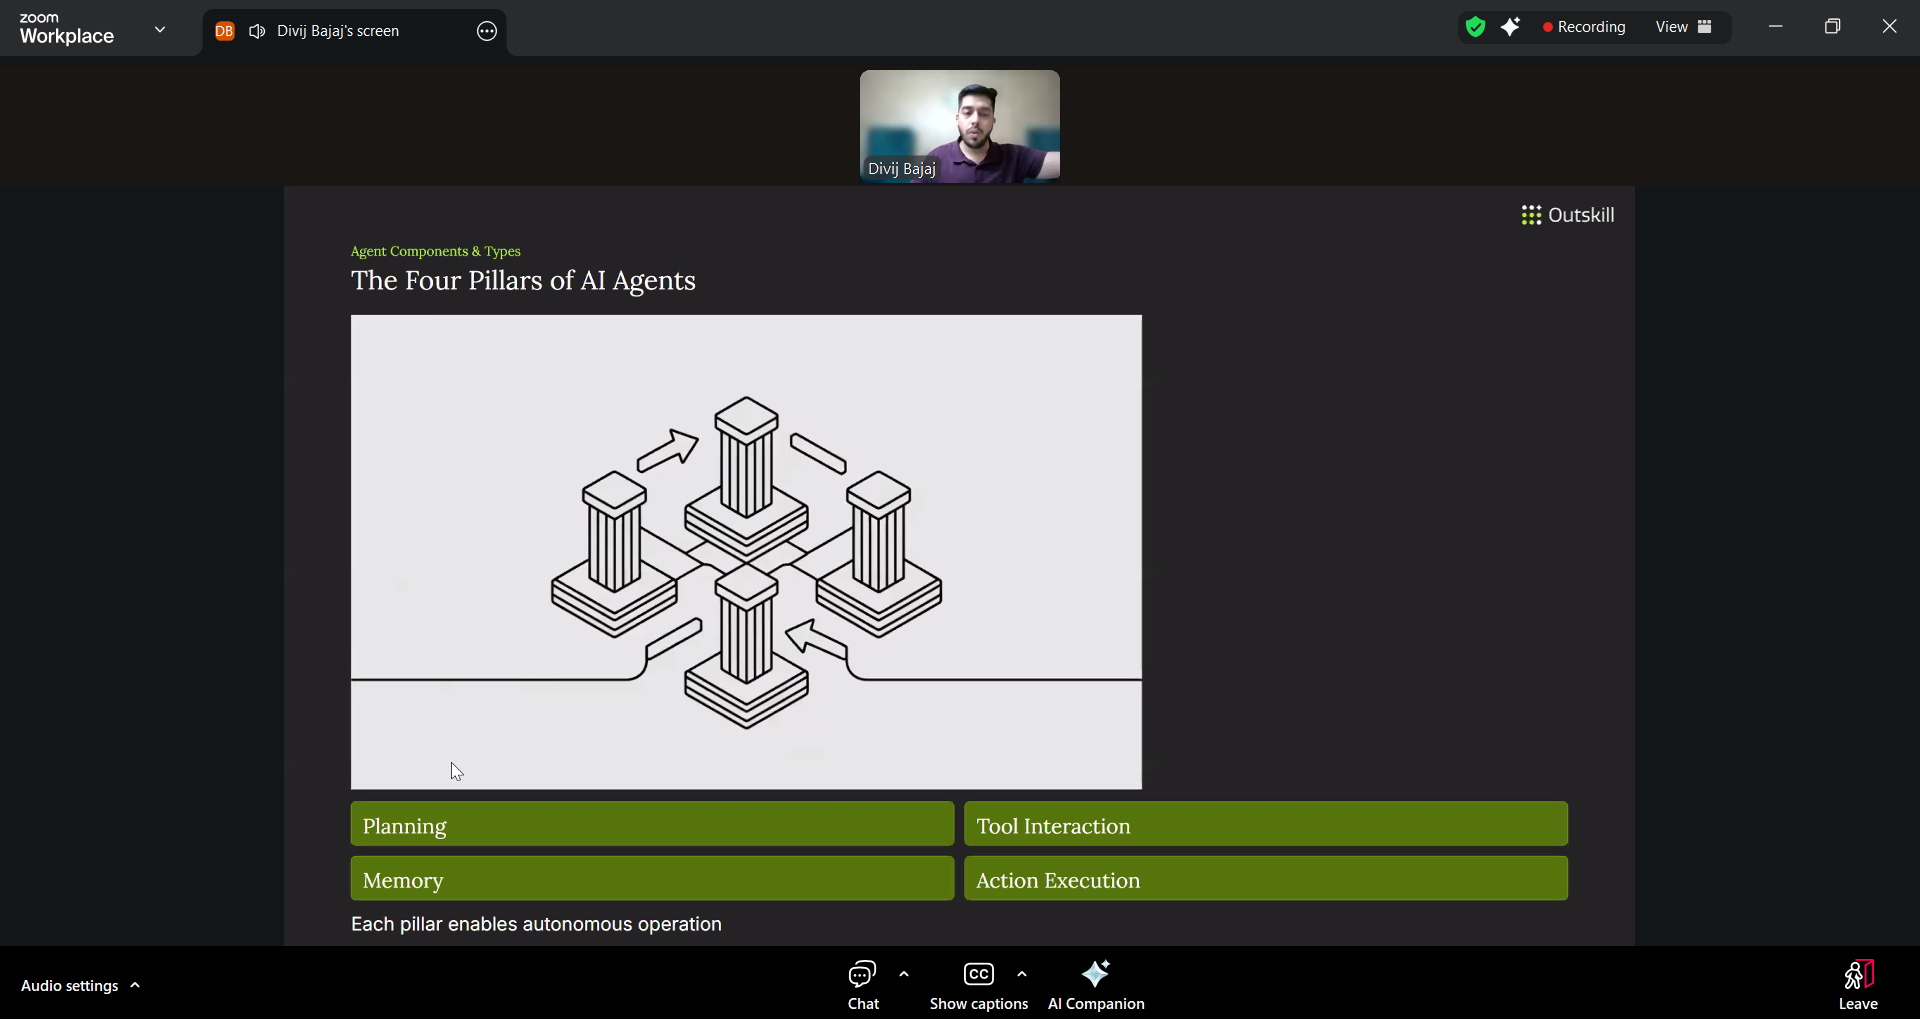 zoom
Workplace
DB
Divij Bajaj's screen
Recording
View
Divij Bajaj
Outskill
Agent Components & Types
The Four Pillars of AI Agents
Planning
Tool Interaction
Memory
Action Execution
Each pillar enables autonomous operation
Audio settings
Chat
CC
Show captions
AI Companion
Leave